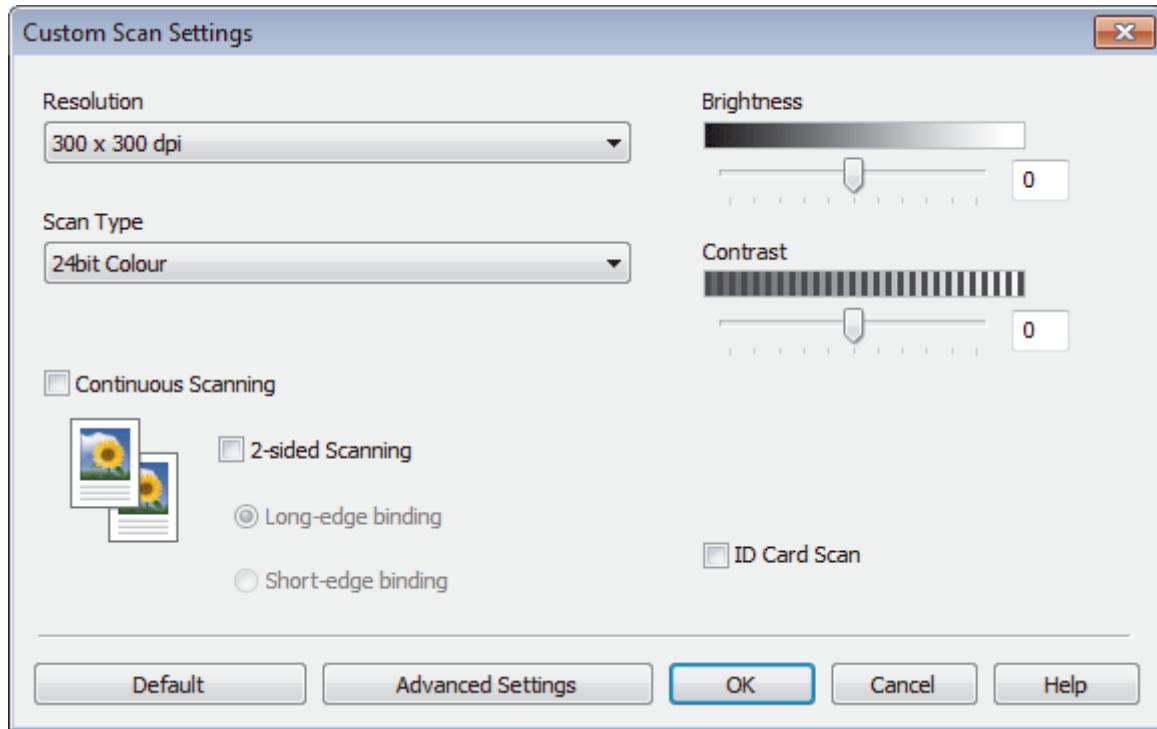 Custom Scan Settings
Resolution
300 x 300 dpi
Scan Type
24bit Colour
Continuous Scanning
2-sided Scanning
Long-edge binding
Short-edge binding
Brightness
0
Contrast
0
ID Card Scan
Default
Advanced Settings
OK
Cancel
Help